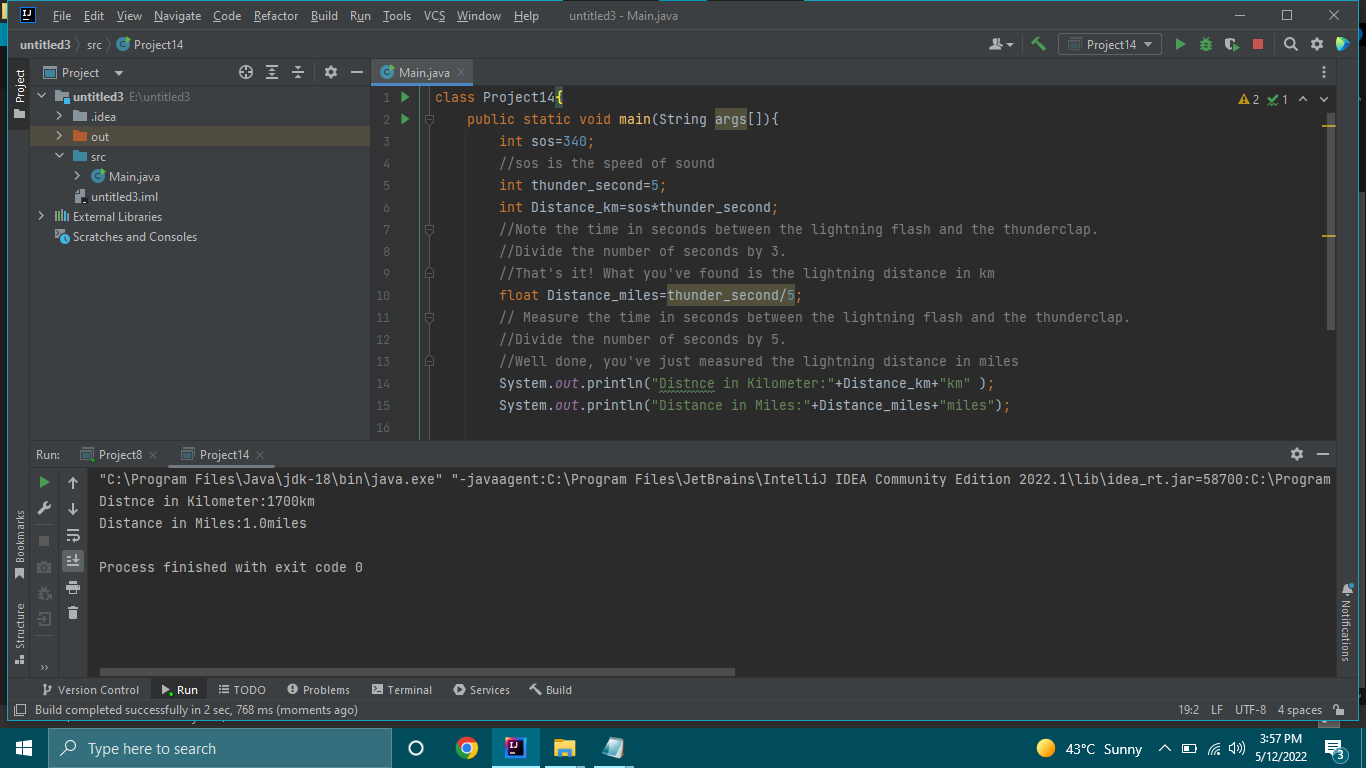 File Edit View Navigate Code Refactor Build Run Tools VCS Window Help untitled3 - Main.java
untitled3 src Project14 Project14
Project
Project Main.java
untitled3 E:\untitled3
.idea
out
src
Main.java
untitled3.iml
External Libraries
Scratches and Consoles
2 1
1 class Project14{
2 public static void main(String args[]){
3 int sos=340;
4 //sos is the speed of sound
5 int thunder_second=5;
6 int Distance_km=sos*thunder_second;
7 //Note the time in seconds between the lightning flash and the thunderclap.
8 //Divide the number of seconds by 3.
9 //That's it! What you've found is the lightning distance in km
10 float Distance_miles=thunder_second/5;
11 // Measure the time in seconds between the lightning flash and the thunderclap.
12 //Divide the number of seconds by 5.
13 //Well done, you've just measured the lightning distance in miles
14 System.out.println("Distnce in Kilometer:"+Distance_km+"km" );
15 System.out.println("Distance in Miles:"+Distance_miles+"miles");
16
Run: Project8 Project14
"C:\Program Files\Java\jdk-18\bin\java.exe" "-javaagent:C:\Program Files\JetBrains\IntelliJ IDEA Community Edition 2022.1\lib\idea_rt.jar=58700:C:\Program
Distnce in Kilometer:1700km
Distance in Miles:1.0miles
Process finished with exit code 0
Bookmarks
Structure
Notifications
Version Control Run TODO Problems Terminal Services Build
Build completed successfully in 2 sec, 768 ms (moments ago) 19:2 LF UTF-8 4 spaces
Type here to search 43°C Sunny 3:57 PM
5/12/2022
3